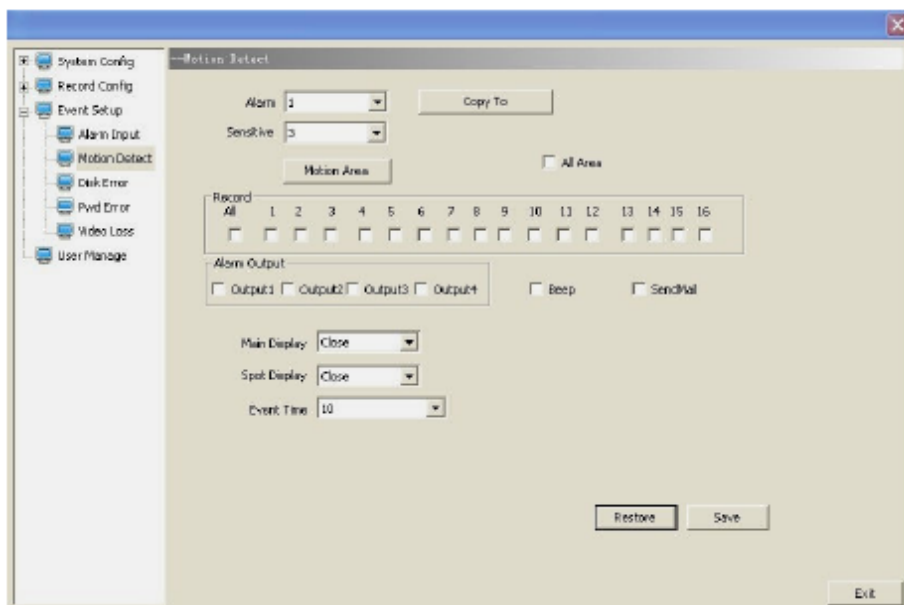 System Config
Record Config
Event Setup
Alarm Input
Motion Detect
Disk Error
Pwd Error
Video Loss
User Manage
--Motion Detect
Alarm 1 Copy To
Sensitive 3
Motion Area All Area
Record
All 1 2 3 4 5 6 7 8 9 10 11 12 13 14 15 16
Alarm Output
Output1 Output2 Output3 Output4 Beep SendMail
Main Display Close
Spot Display Close
Event Time 10
Restore Save
Exit